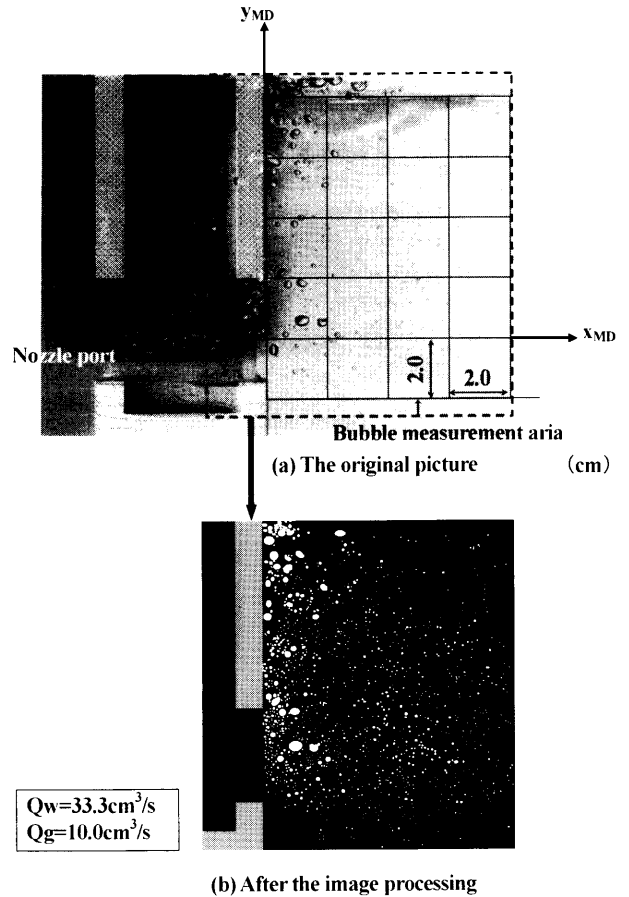 yMD
xMD
Nozzle port
2.0
2.0
Bubble measurement aria
(a) The original picture
(cm)
Qw=33.3cm³/s
Qg=10.0cm³/s
(b) After the image processing